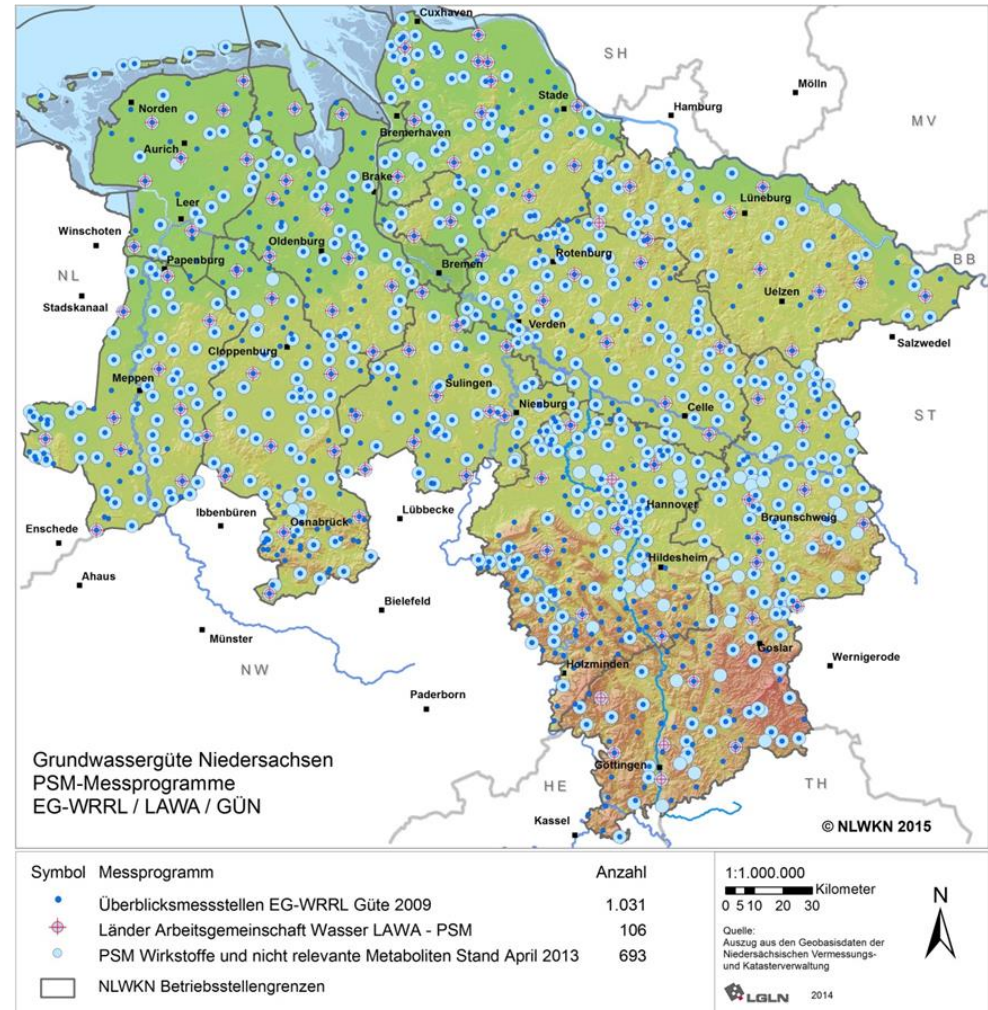 Cuxhaven
SH
Mölln
Norden
Stade
Hamburg
MV
Bremerhaven
Aurich
Brake
Lüneburg
Leer
Winschoten
Oldenburg
Rotenburg
Papenburg
Bremen
BB
NL
Uelzen
Stadskanaal
Verden
Salzwedel
Cloppenburg
Meppen
Sulingen
Nienburg
Celle
ST
Ibbenbüren
Lübbecke
Hannover
Osnabrück
Braunschweig
Enschede
Hildesheim
Ahaus
Bielefeld
Münster
Goslar
Wernigerode
NW
Holzminden
Paderborn
Göttingen
HE
TH
Kassel
Grundwassergüte Niedersachsen
PSM-Messprogramme
EG-WRRL / LAWA / GÜN
© NLWKN 2015
Symbol Messprogramm Anzahl
Überblicksmessstellen EG-WRRL Güte 2009 1.031
Länder Arbeitsgemeinschaft Wasser LAWA - PSM 106
PSM Wirkstoffe und nicht relevante Metaboliten Stand April 2013 693
NLWKN Betriebsstellengrenzen
1:1.000.000
Kilometer
0 5 10 20 30
N
Quelle:
Auszug aus den Geobasisdaten der
Niedersächsischen Vermessungs-
und Katasterverwaltung
LGLN 2014